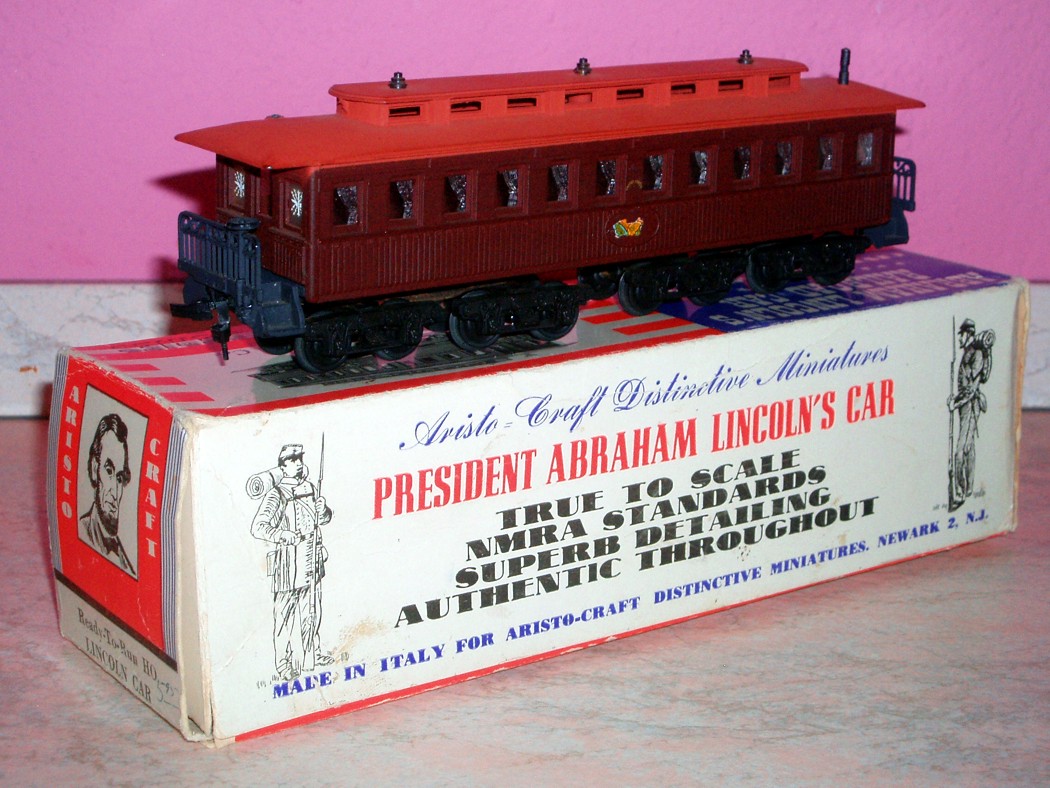 Aristo-Craft Distinctive Miniatures
PRESIDENT ABRAHAM LINCOLN'S CAR
TRUE TO SCALE
NMRA STANDARDS
SUPERB DETAILING
AUTHENTIC THROUGHOUT
MADE IN ITALY FOR ARISTO-CRAFT DISTINCTIVE MINIATURES. NEWARK 2, N.J.
ARISTO
CRAFT
Ready-To-Run HO
LINCOLN CAR